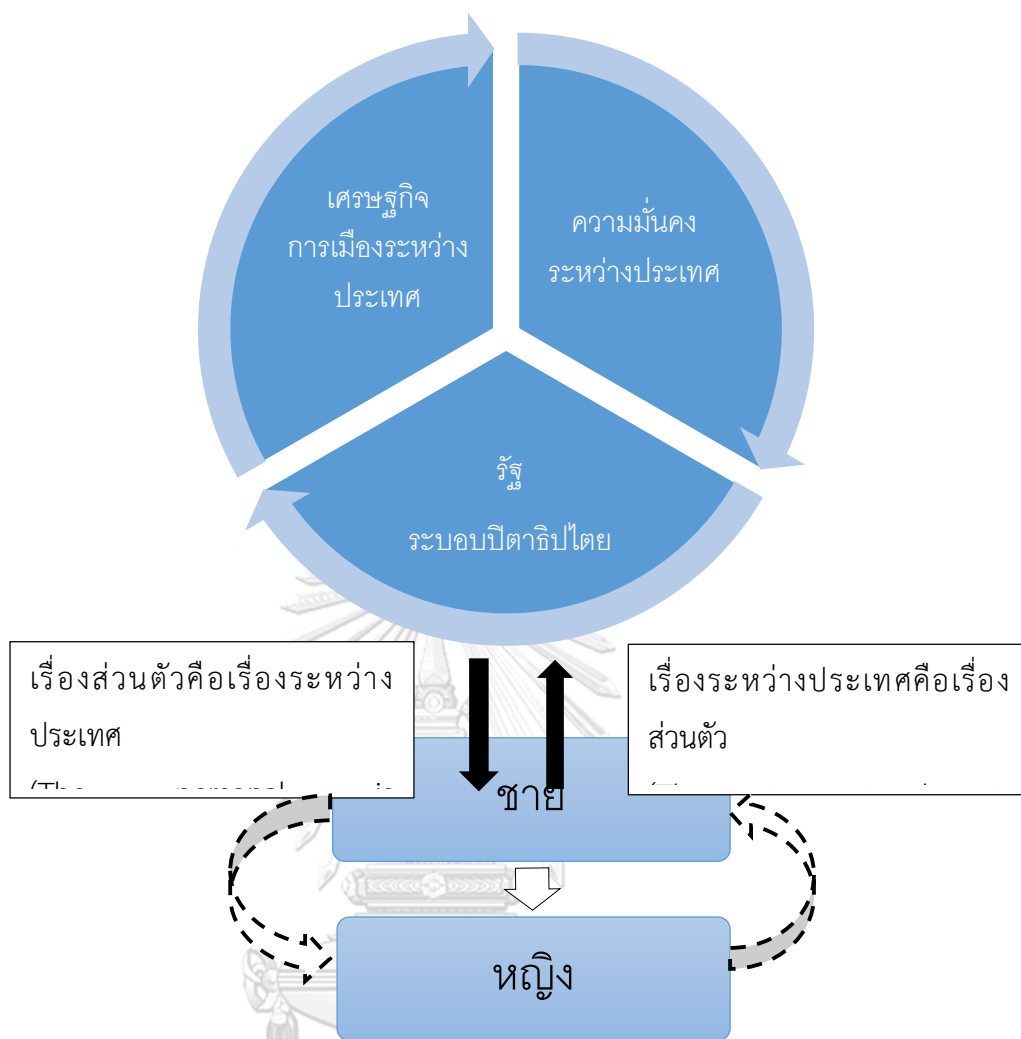 เศรษฐกิจ
การเมืองระหว่าง
ประเทศ
ความมั่นคง
ระหว่างประเทศ
รัฐ
ระบอบปิตาธิปไตย
เรื่องส่วนตัวคือเรื่องระหว่าง
ประเทศ
เรื่องระหว่างประเทศคือเรื่อง
ส่วนตัว
ชาย
หญิง